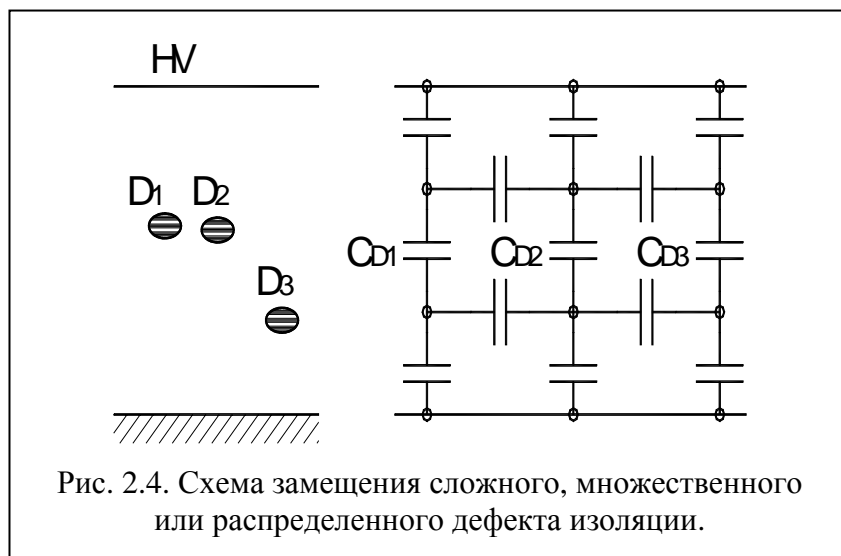 HV
D1 D2
D3
CD1 CD2 CD3
Рис. 2.4. Схема замещения сложного, множественного
или распределенного дефекта изоляции.